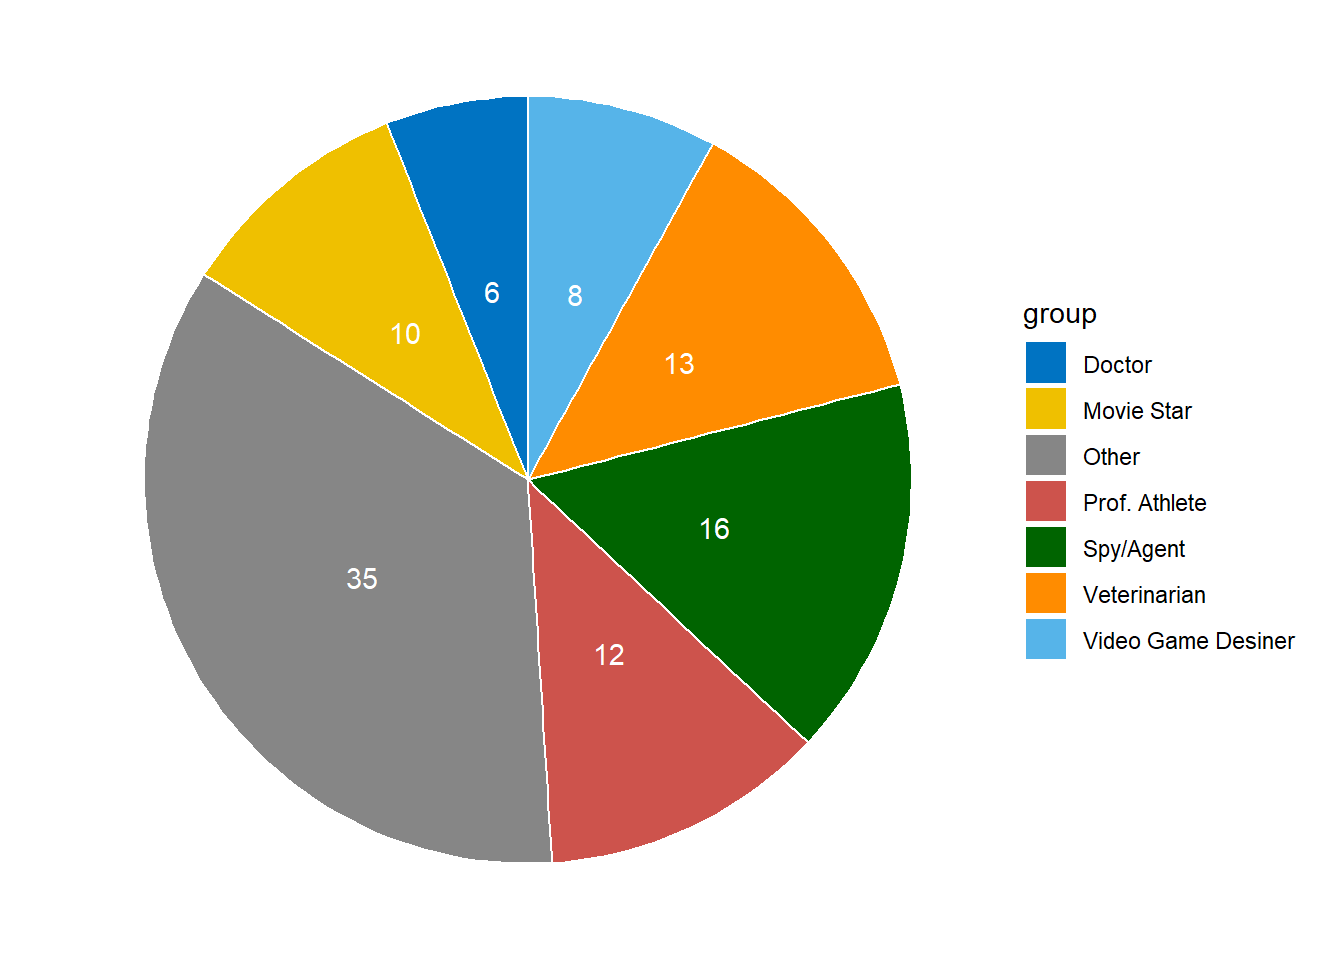 6
8
10
13
16
35
12
group
Doctor
Movie Star
Other
Prof. Athlete
Spy/Agent
Veterinarian
Video Game Desiner